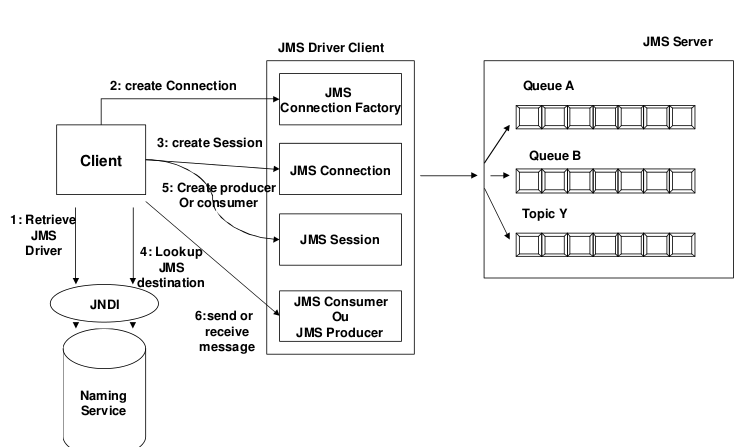 JMS Driver Client
JMS Server
2: create Connection
JMS
Connection Factory
Queue A
Client
3: create Session
JMS Connection
Queue B
5: Create producer
Or consumer
1: Retrieve
JMS
Driver
Topic Y
JMS Session
4: Lookup
JMS
destination
JNDI
6:send or
receive
message
JMS Consumer
Ou
JMS Producer
Naming
Service